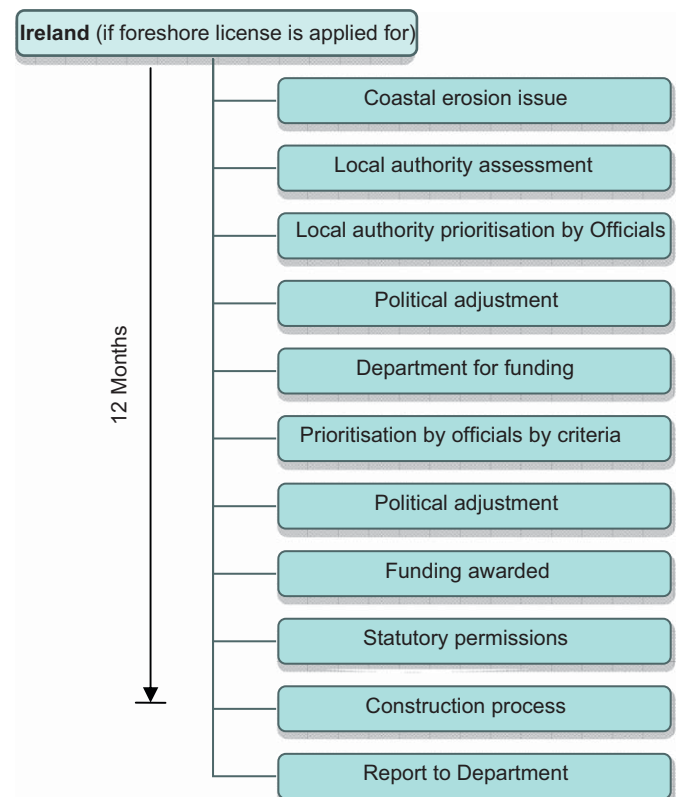 Ireland (if foreshore license is applied for)
Coastal erosion issue
Local authority assessment
Local authority prioritisation by Officials
Political adjustment
12 Months
Department for funding
Prioritisation by officials by criteria
Political adjustment
Funding awarded
Statutory permissions
Construction process
Report to Department